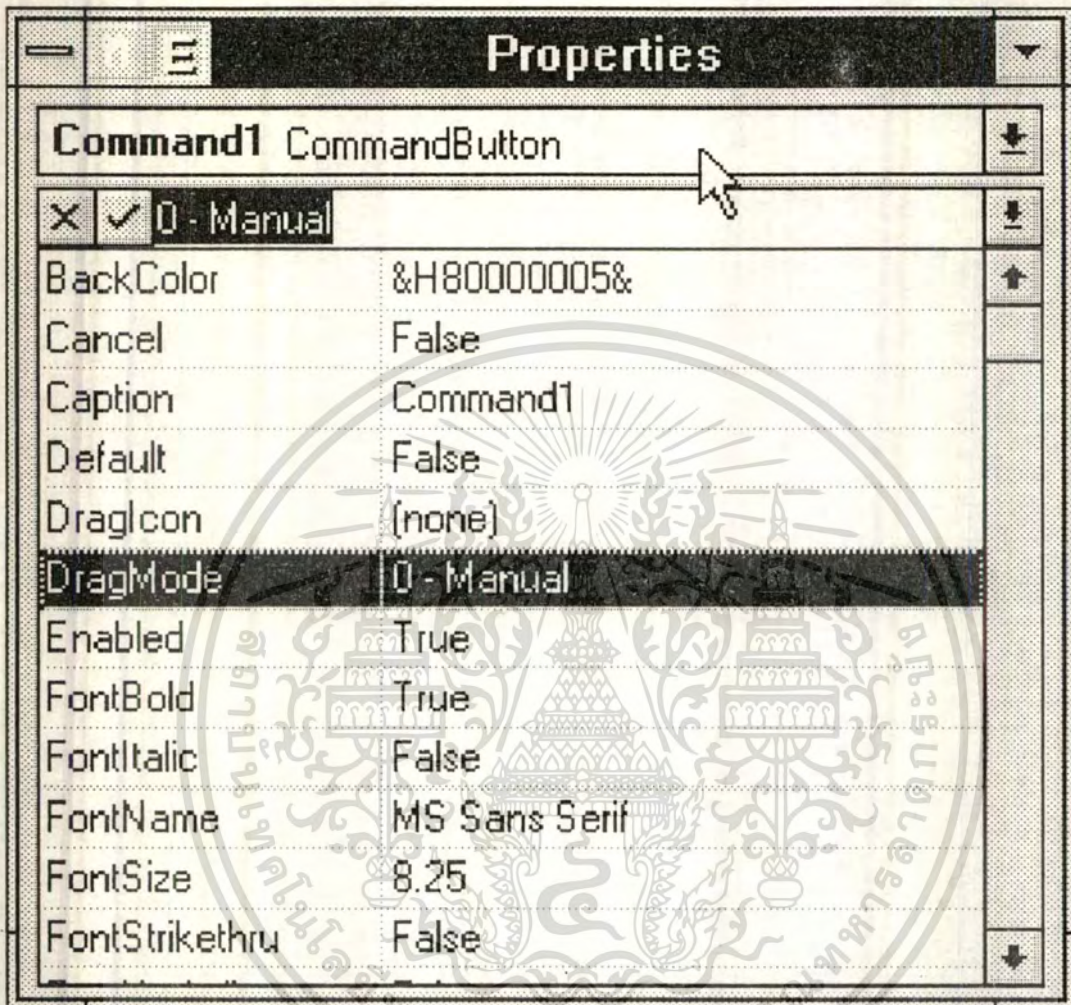 Properties
Command1 CommandButton
0 - Manual
BackColor &H80000005&
Cancel False
Caption Command1
Default False
DragIcon (none)
DragMode 0 - Manual
Enabled True
FontBold True
FontItalic False
FontName MS Sans Serif
FontSize 8.25
FontStrikethru False